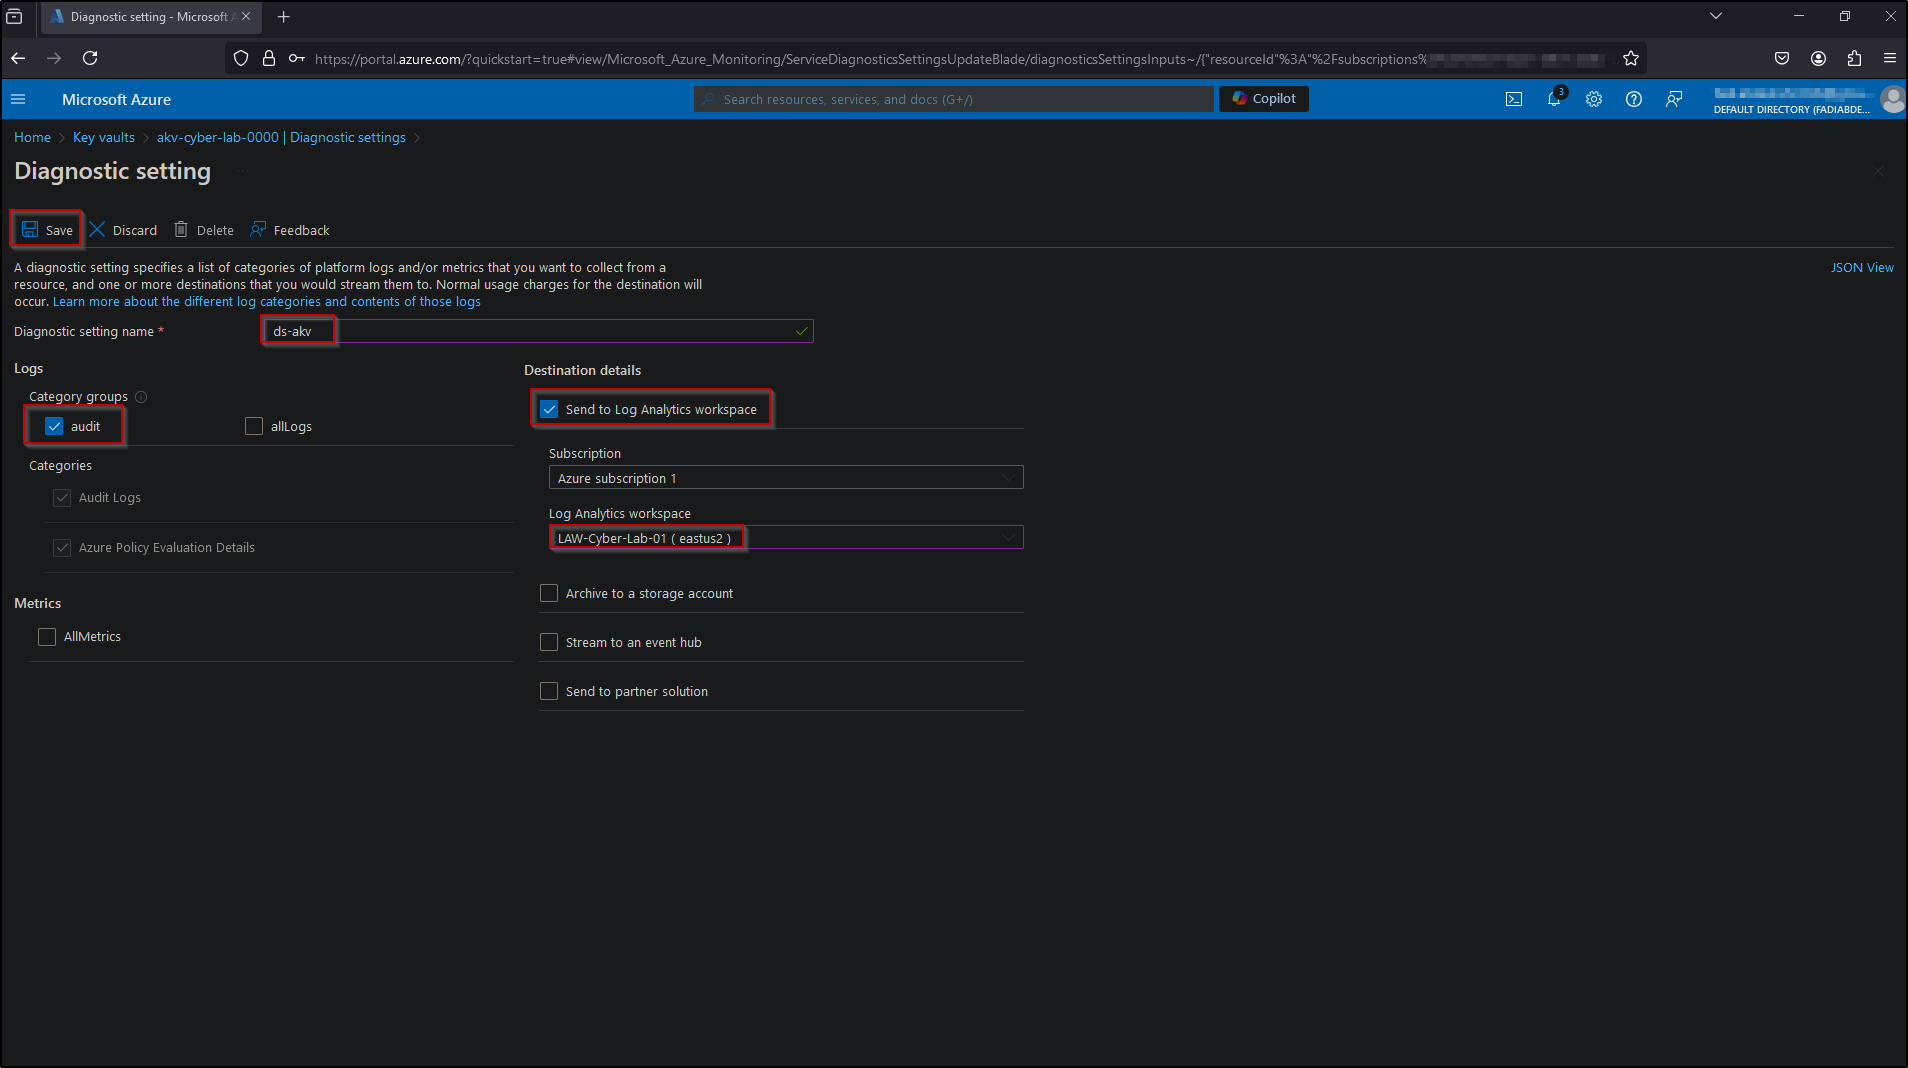 Diagnostic setting - Microsoft A
https://portal.azure.com/?quickstart=true#view/Microsoft_Azure_Monitoring/ServiceDiagnosticsSettingsUpdateBlade/diagnosticsSettingsInputs~/{"resourceId"%3A"%2Fsubscriptions%
Microsoft Azure
Search resources, services, and docs (G+/)
Copilot
3
DEFAULT DIRECTORY (FADIABDE...
Home > Key vaults > akv-cyber-lab-0000 | Diagnostic settings >
Diagnostic setting ...
Save
Discard
Delete
Feedback
A diagnostic setting specifies a list of categories of platform logs and/or metrics that you want to collect from a
resource, and one or more destinations that you would stream them to. Normal usage charges for the destination will
occur. Learn more about the different log categories and contents of those logs
JSON View
Diagnostic setting name *
ds-akv
Logs
Category groups
audit
allLogs
Categories
Audit Logs
Azure Policy Evaluation Details
Metrics
AllMetrics
Destination details
Send to Log Analytics workspace
Subscription
Azure subscription 1
Log Analytics workspace
LAW-Cyber-Lab-01 ( eastus2 )
Archive to a storage account
Stream to an event hub
Send to partner solution